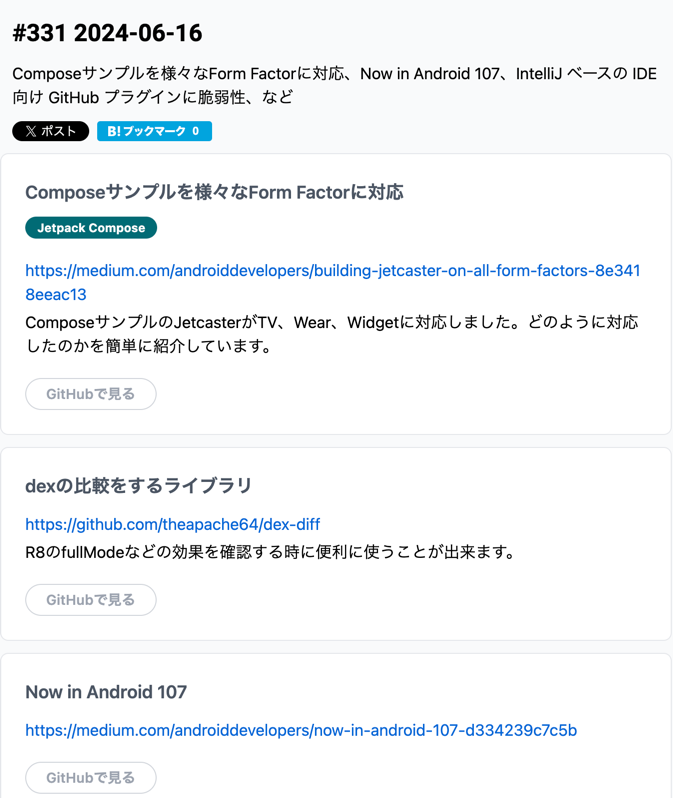 #331 2024-06-16
Composeサンプルを様々なForm Factorに対応、Now in Android 107、IntelliJ ベースの IDE
向け GitHub プラグインに脆弱性、など
𝕏 ポスト
B!ブックマーク 0
Composeサンプルを様々なForm Factorに対応
Jetpack Compose
https://medium.com/androiddevelopers/building-jetcaster-on-all-form-factors-8e341
8eeac13
ComposeサンプルのJetcasterがTV、Wear、Widgetに対応しました。どのように対応
したのかを簡単に紹介しています。
GitHubで見る
dexの比較をするライブラリ
https://github.com/theapache64/dex-diff
R8のfullModeなどの効果を確認する時に便利に使うことが出来ます。
GitHubで見る
Now in Android 107
https://medium.com/androiddevelopers/now-in-android-107-d334239c7c5b
GitHubで見る